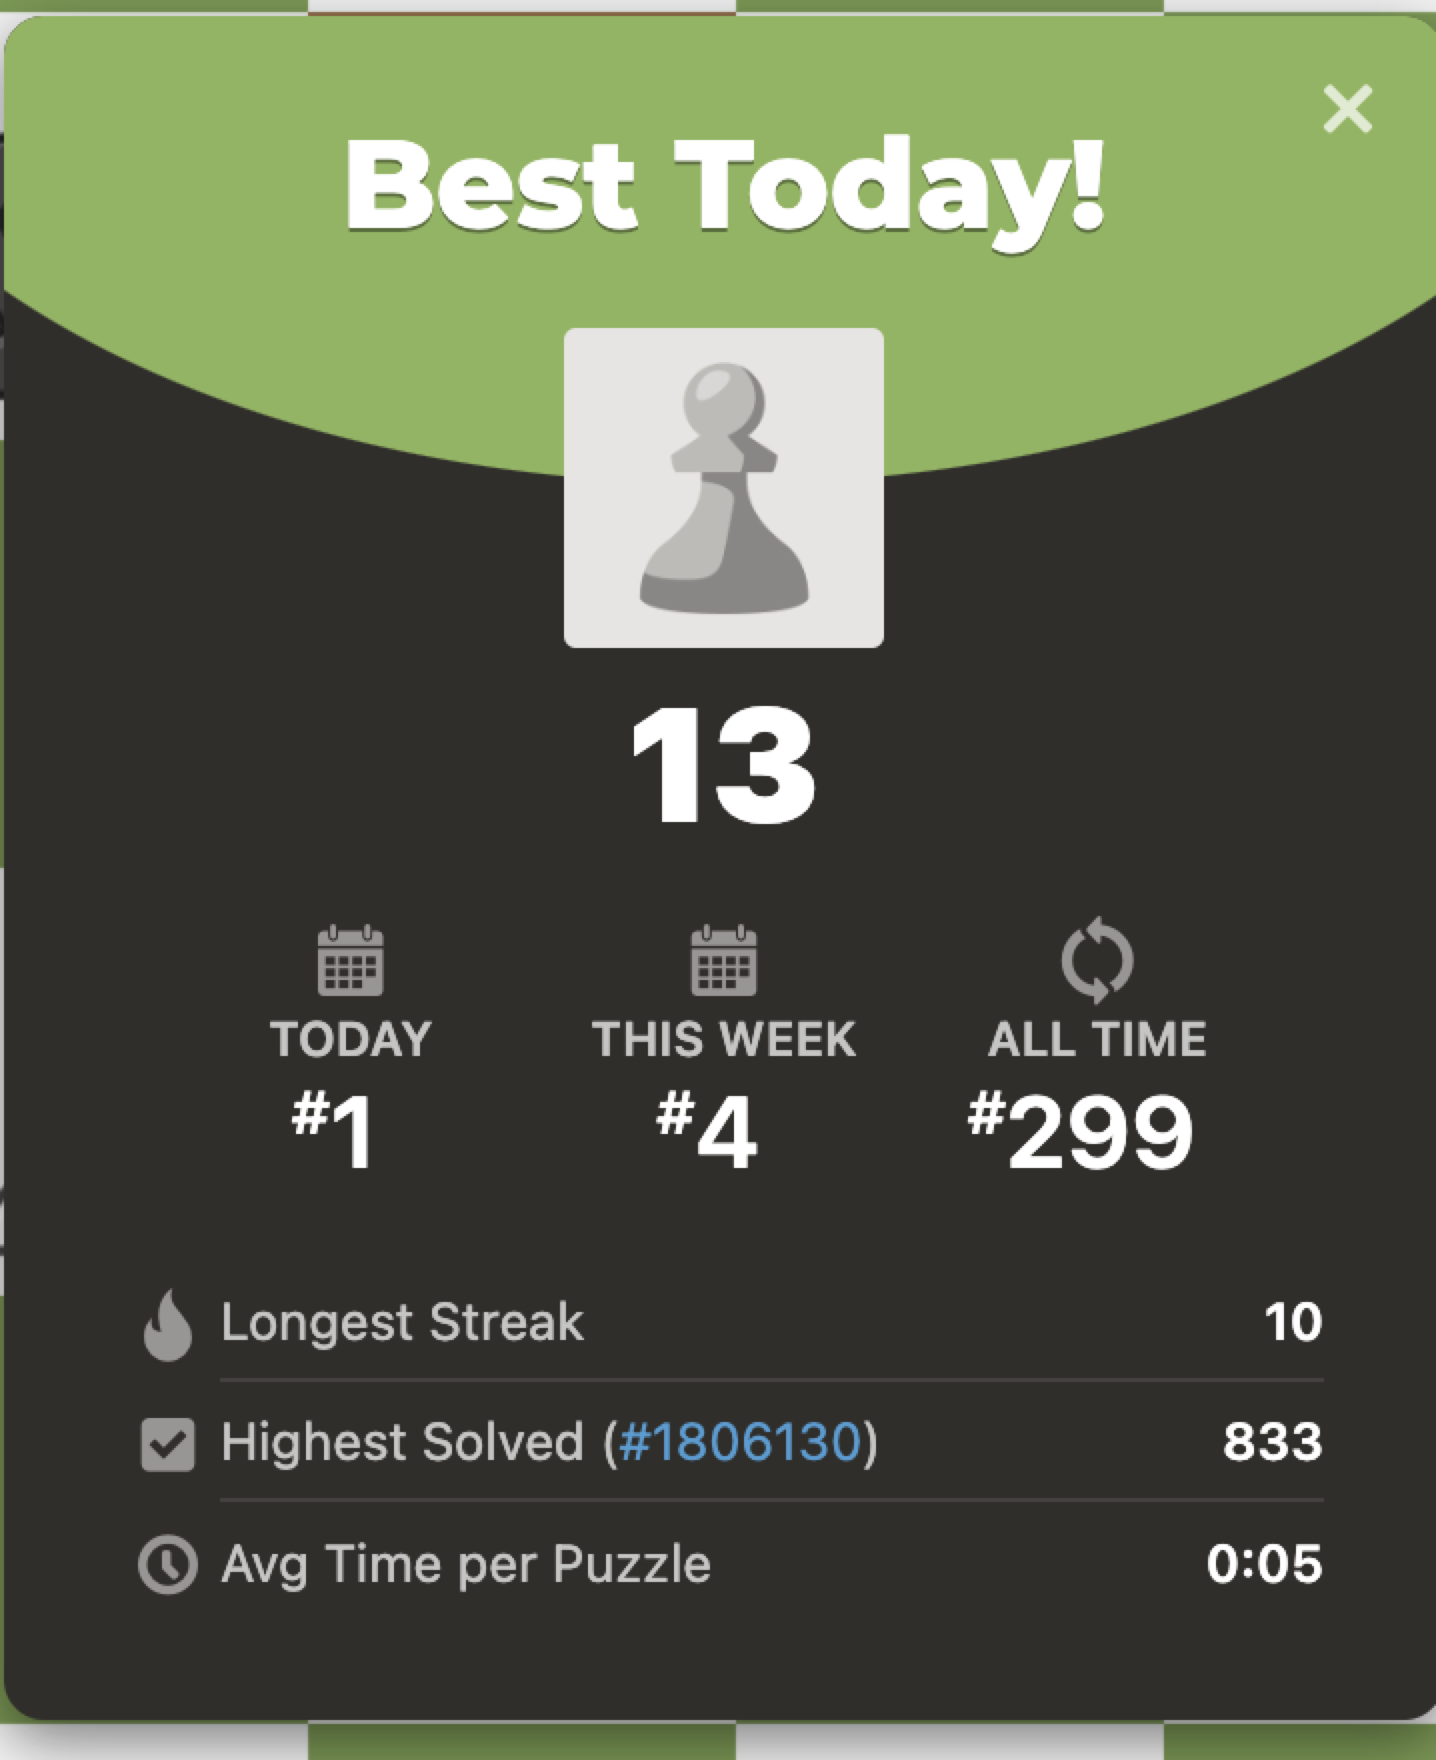 Best Today!
13
TODAY
#1
THIS WEEK
#4
ALL TIME
#299
Longest Streak 10
Highest Solved (#1806130) 833
Avg Time per Puzzle 0:05